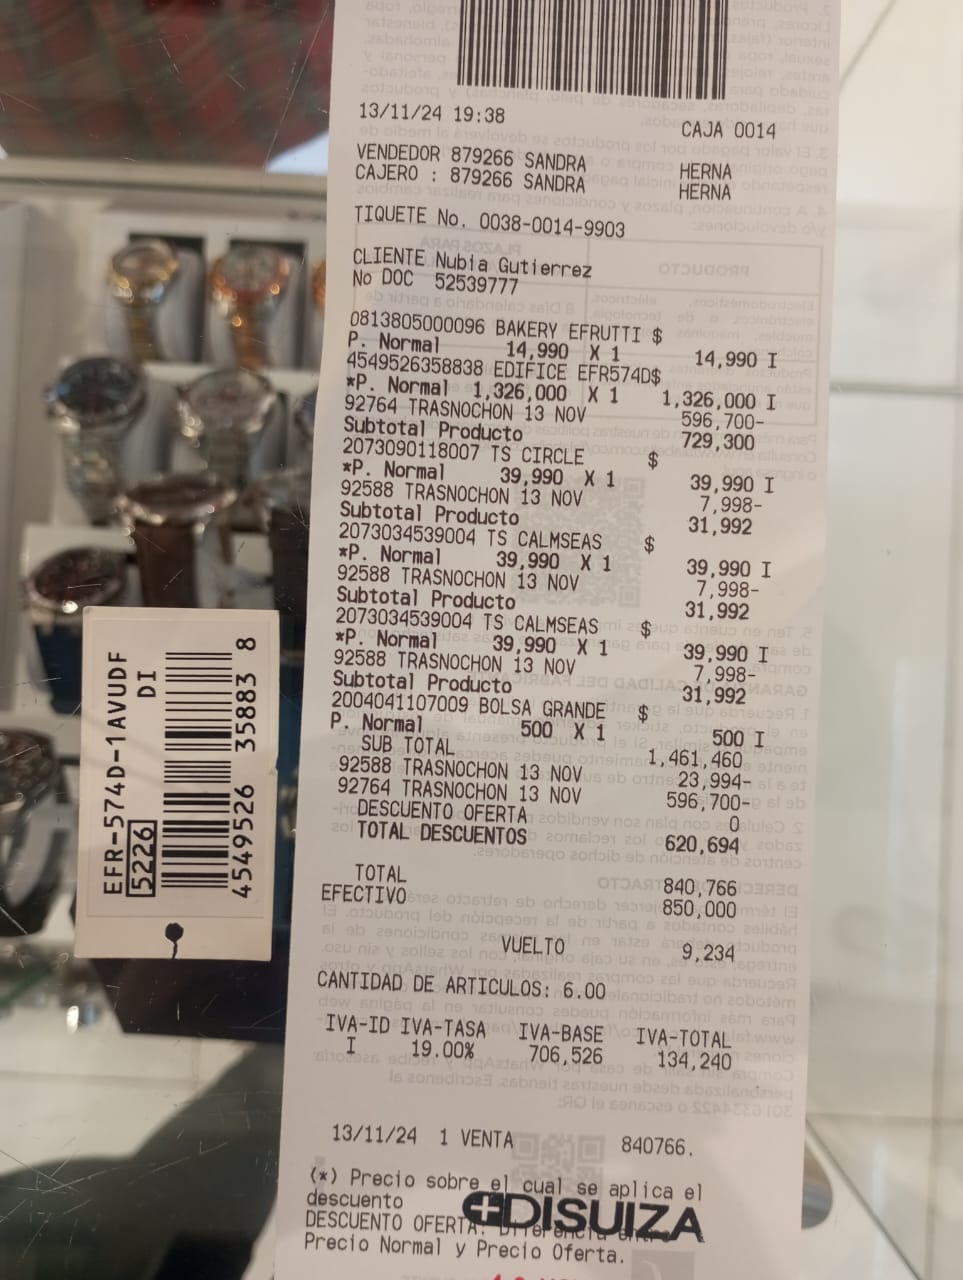 13/11/24 19:38 CAJA 0014
VENDEDOR 879266 SANDRA HERNA
CAJERO : 879266 SANDRA HERNA
TIQUETE No. 0038-0014-9903
CLIENTE Nubia Gutierrez
No DOC 52539777
0813805000096 BAKERY EFRUTTI $
P. Normal 14,990 X 1 14,990 I
4549526358838 EDIFICE EFR574D$
*P. Normal 1,326,000 X 1 1,326,000 I
92764 TRASNOCHON 13 NOV 596,700-
Subtotal Producto 729,300
2073090118007 TS CIRCLE $
*P. Normal 39,990 X 1 39,990 I
92588 TRASNOCHON 13 NOV 7,998-
Subtotal Producto 31,992
2073034539004 TS CALMSEAS $
*P. Normal 39,990 X 1 39,990 I
92588 TRASNOCHON 13 NOV 7,998-
Subtotal Producto 31,992
2073034539004 TS CALMSEAS $
*P. Normal 39,990 X 1 39,990 I
92588 TRASNOCHON 13 NOV 7,998-
Subtotal Producto 31,992
2004041107009 BOLSA GRANDE $
P. Normal 500 X 1 500 I
SUB TOTAL 1,461,460
92588 TRASNOCHON 13 NOV 23,994-
92764 TRASNOCHON 13 NOV 596,700-
DESCUENTO OFERTA 0
TOTAL DESCUENTOS 620,694
TOTAL 840,766
EFECTIVO 850,000
VUELTO 9,234
CANTIDAD DE ARTICULOS: 6.00
IVA-ID IVA-TASA IVA-BASE IVA-TOTAL
I 19.00% 706,526 134,240
13/11/24 1 VENTA 840766.
(*) Precio sobre el cual se aplica el
descuento
DISUIZA
DESCUENTO OFERTA: Diferencia entre
Precio Normal y Precio Oferta.
EFR-574D-1AVUDF
DI
5226
4549526 35883 8